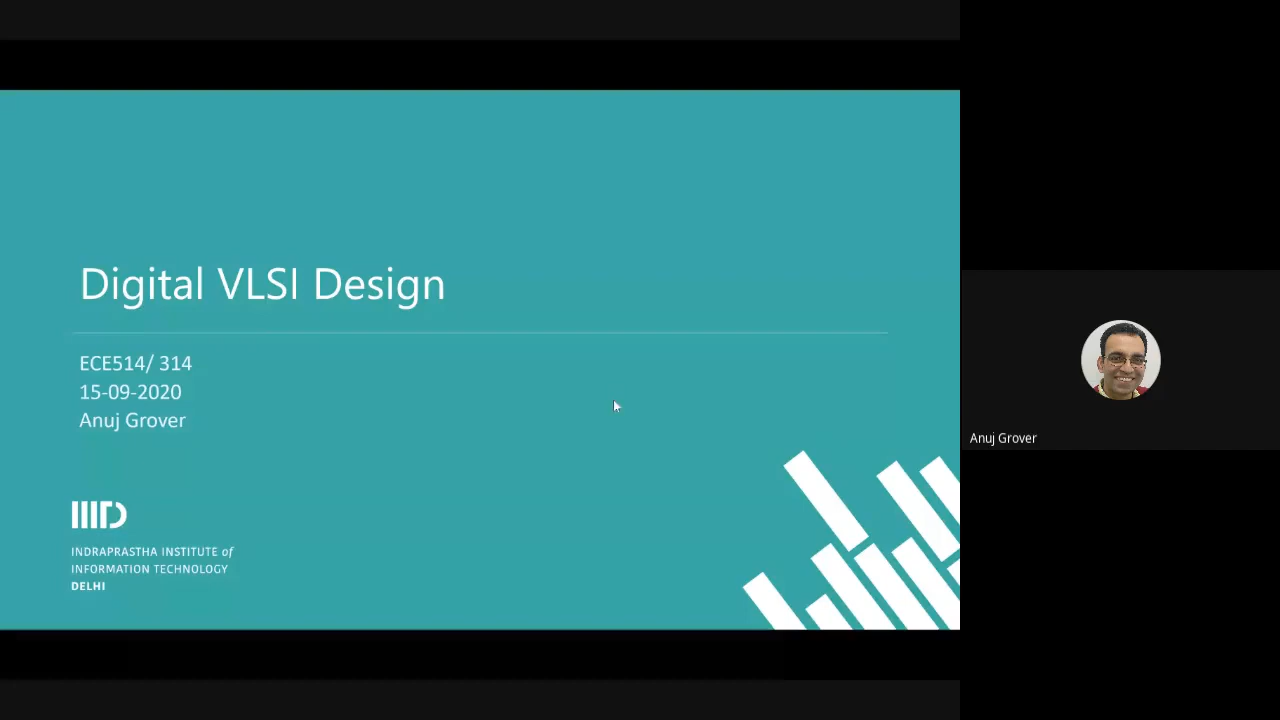 Digital VLSI Design
ECE514/ 314
15-09-2020
Anuj Grover
IIITD
INDRAPRASTHA INSTITUTE of
INFORMATION TECHNOLOGY
DELHI
Anuj Grover